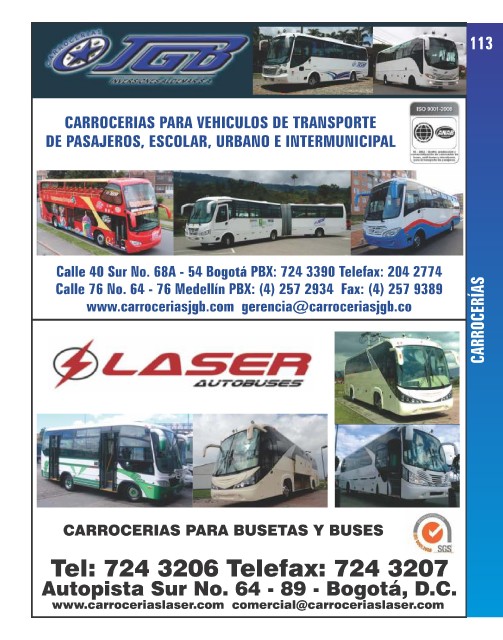 113
CARROCERIAS
JGB
CARROCERIAS PARA VEHICULOS DE TRANSPORTE
DE PASAJEROS, ESCOLAR, URBANO E INTERMUNICIPAL
ISO 9001-2008
Calle 40 Sur No. 68A - 54 Bogotá PBX: 724 3390 Telefax: 204 2774
Calle 76 No. 64 - 76 Medellín PBX: (4) 257 2934 Fax: (4) 257 9389
www.carroceriasjgb.com gerencia@carroceriasjgb.co
CARROCERÍAS
LASER
AUTOBUSES
CARROCERIAS PARA BUSETAS Y BUSES
SGS
Tel: 724 3206 Telefax: 724 3207
Autopista Sur No. 64 - 89 - Bogotá, D.C.
www.carroceriaslaser.com comercial@carroceriaslaser.com